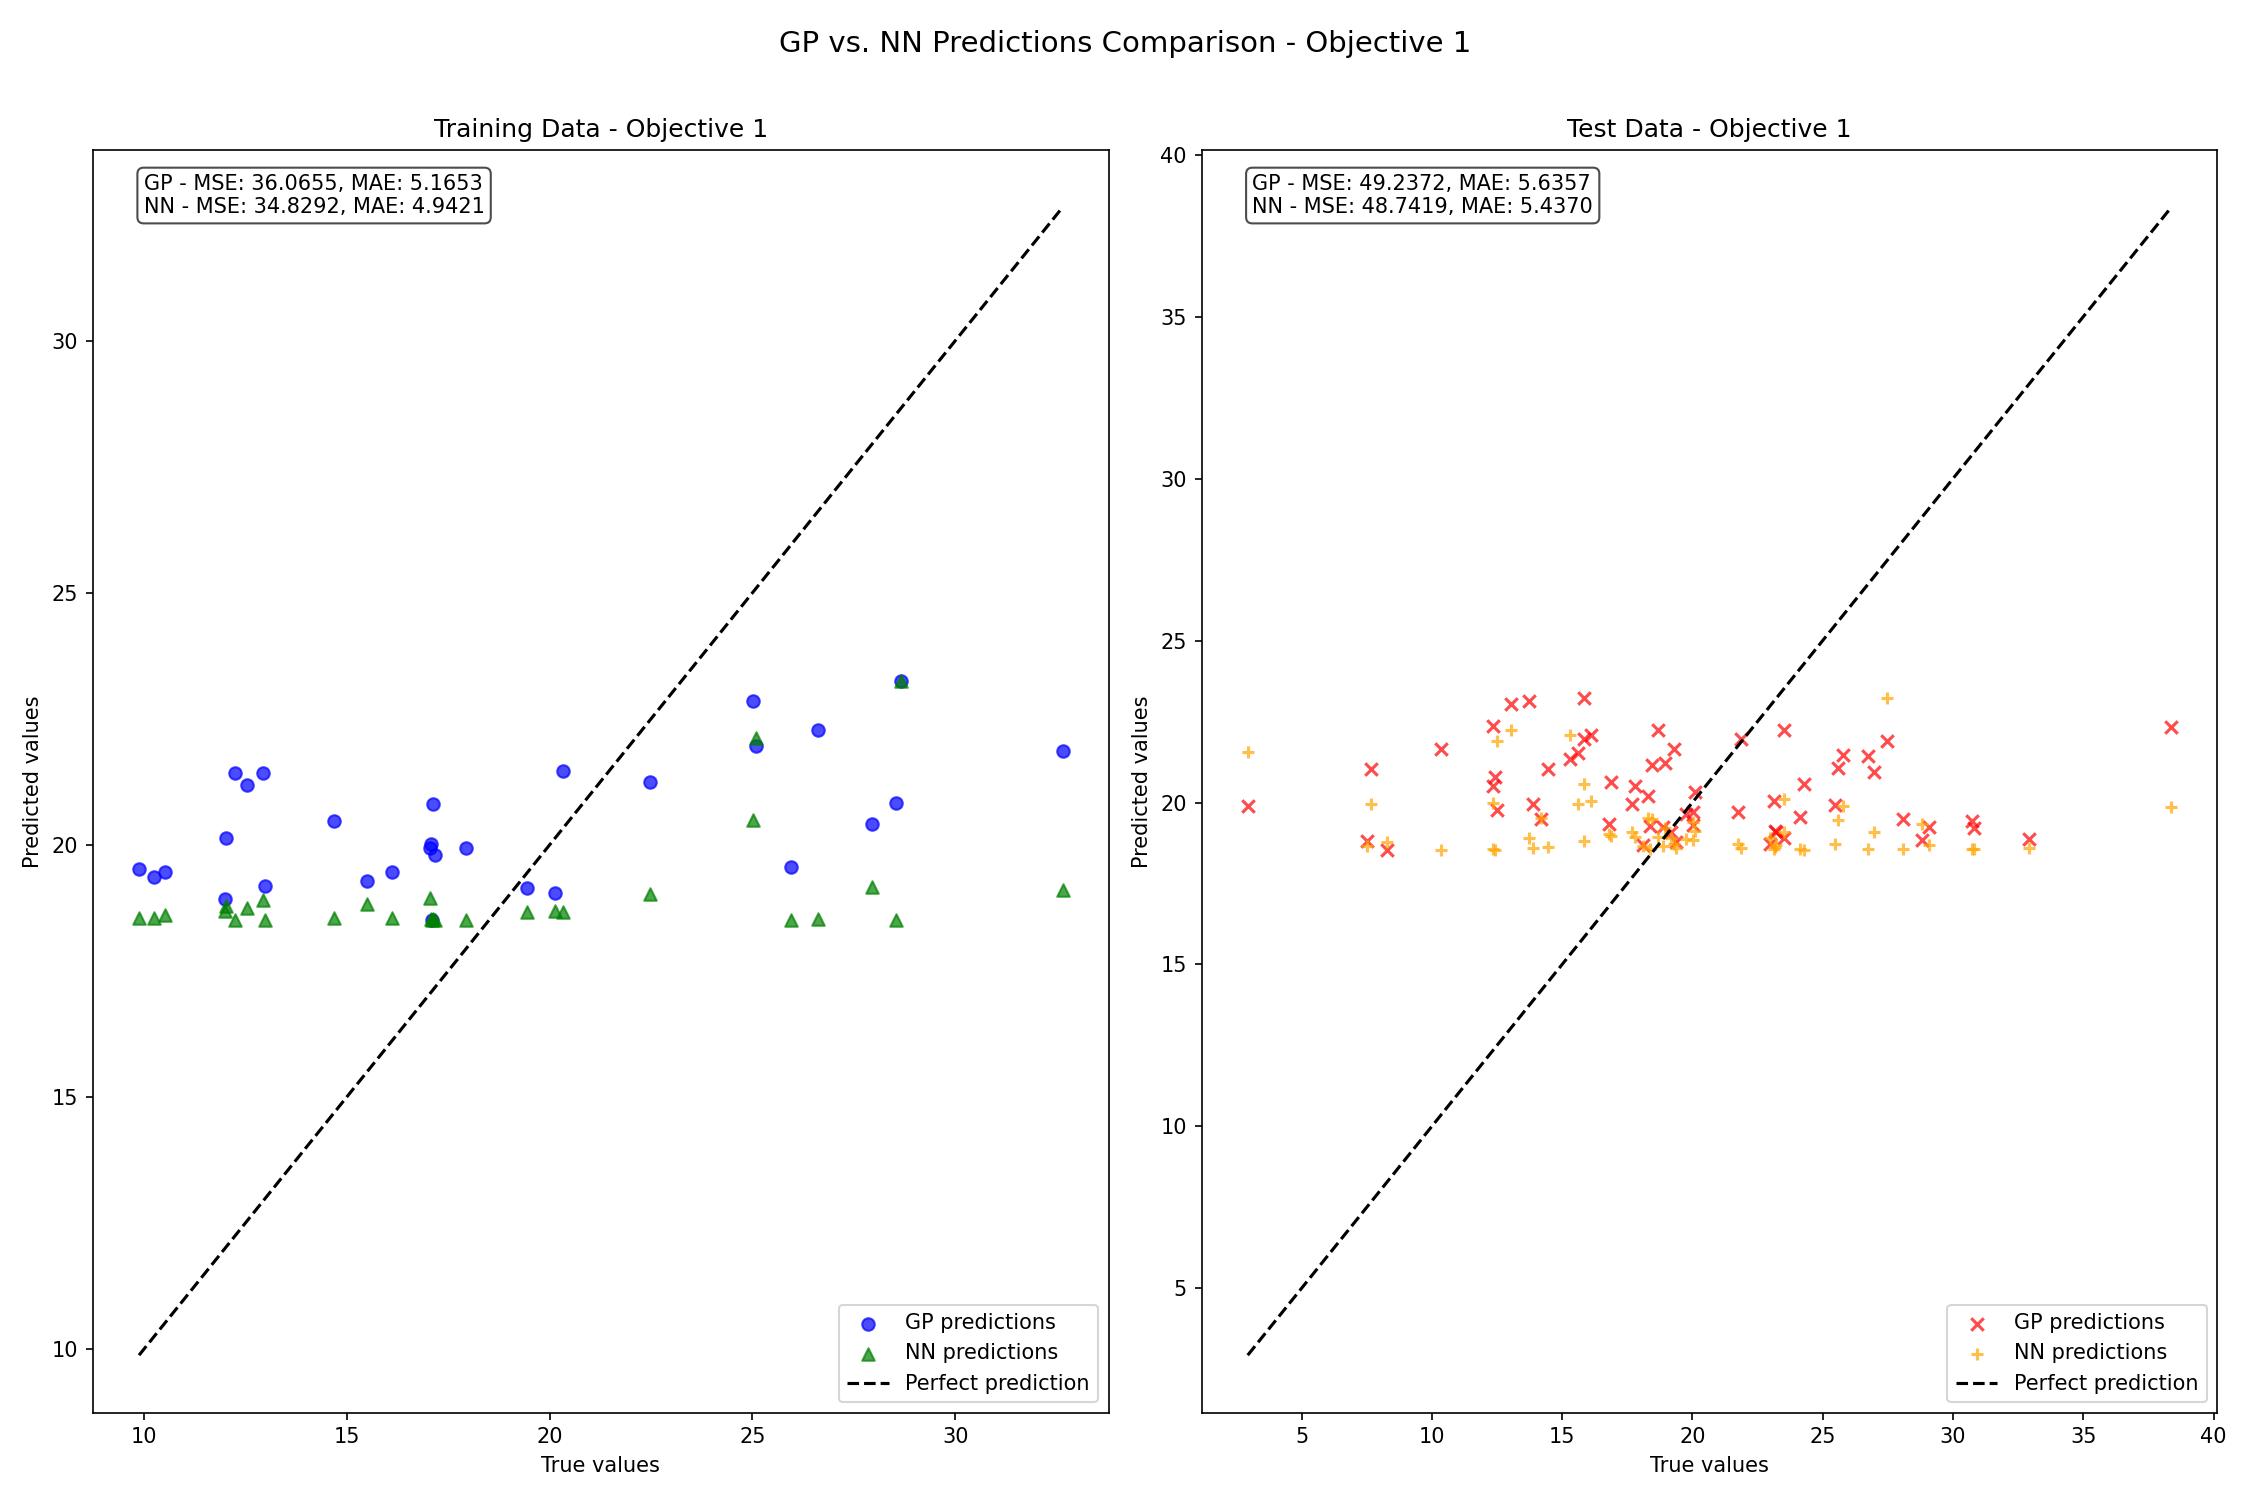 GP vs. NN Predictions Comparison - Objective 1
Training Data - Objective 1
GP - MSE: 36.0655, MAE: 5.1653
NN - MSE: 34.8292, MAE: 4.9421
Predicted values
30
25
20
15
10
GP predictions
NN predictions
Perfect prediction
10
15
20
25
30
True values
Test Data - Objective 1
GP - MSE: 49.2372, MAE: 5.6357
NN - MSE: 48.7419, MAE: 5.4370
Predicted values
40
35
30
25
20
15
10
5
GP predictions
NN predictions
Perfect prediction
5
10
15
20
25
30
35
40
True values